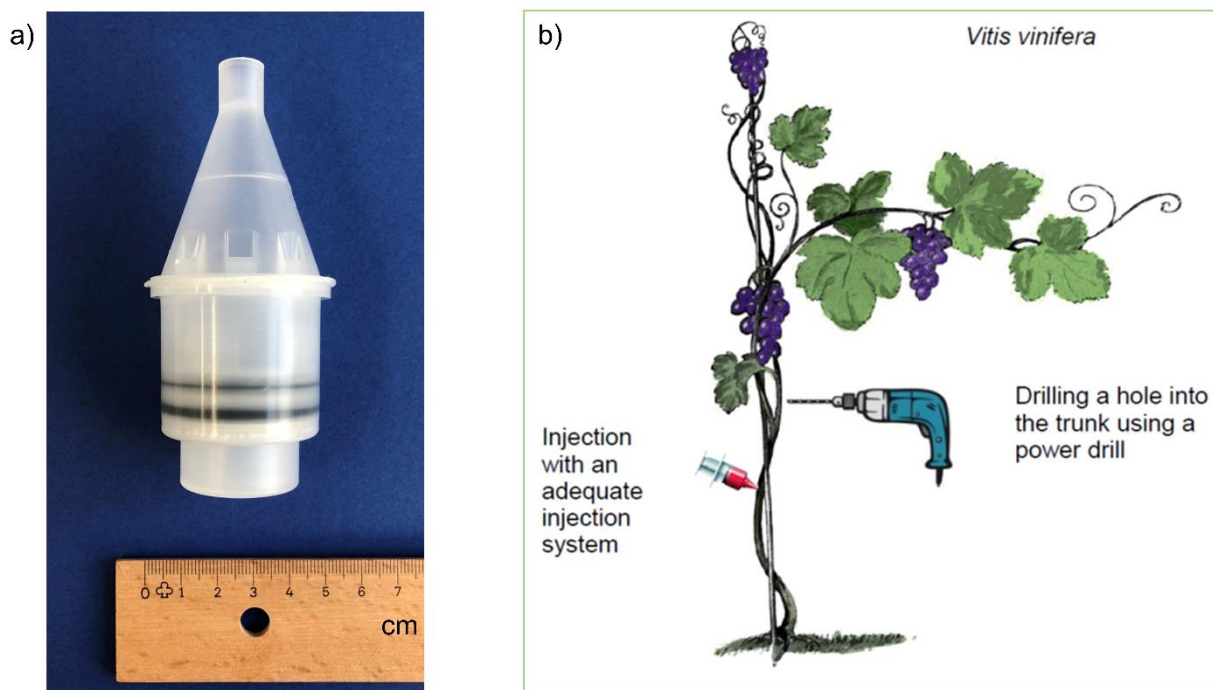 a)
0 1 2 3 4 5 6 7
cm
b)
Vitis vinifera
Injection
with an
adequate
injection
system
Drilling a hole into
the trunk using a
power drill